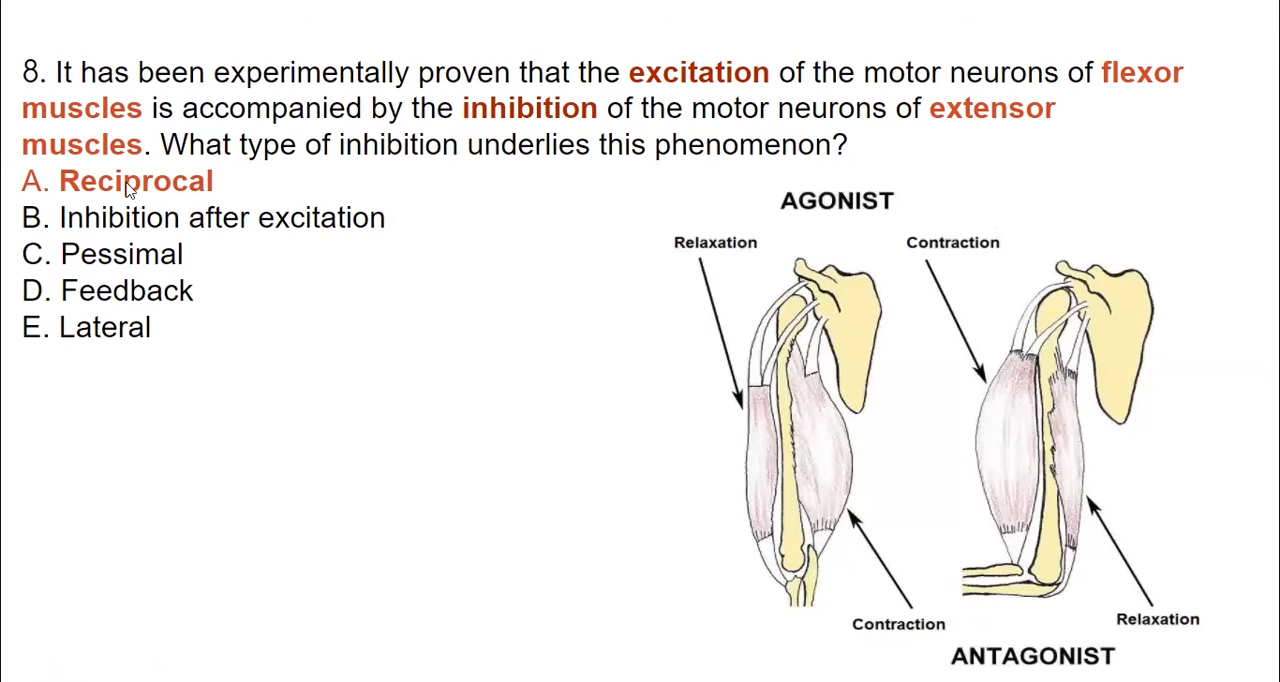 8. It has been experimentally proven that the excitation of the motor neurons of flexor
muscles is accompanied by the inhibition of the motor neurons of extensor
muscles. What type of inhibition underlies this phenomenon?
A. Reciprocal
B. Inhibition after excitation
C. Pessimal
D. Feedback
E. Lateral
AGONIST
Relaxation
Contraction
Contraction
Relaxation
ANTAGONIST